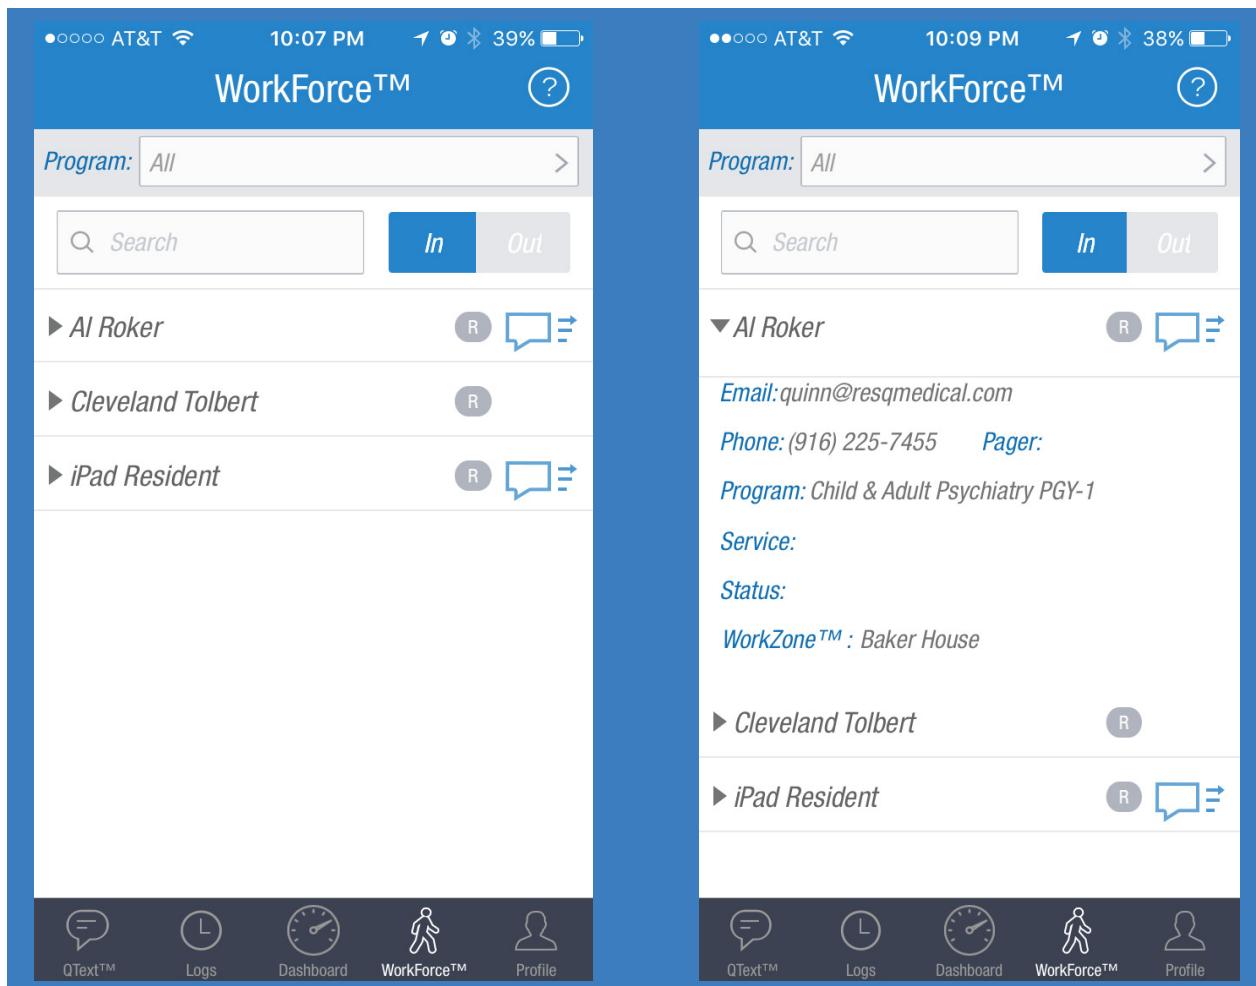 AT&T 10:07 PM 39%
WorkForce™ ?
Program: All
Search In Out
Al Roker R
Cleveland Tolbert R
iPad Resident R
QText™ Logs Dashboard WorkForce™ Profile
AT&T 10:09 PM 38%
WorkForce™ ?
Program: All
Search In Out
Al Roker R
Email: quinn@resqmedical.com
Phone: (916) 225-7455 Pager:
Program: Child & Adult Psychiatry PGY-1
Service:
Status:
WorkZone™ : Baker House
Cleveland Tolbert R
iPad Resident R
QText™ Logs Dashboard WorkForce™ Profile